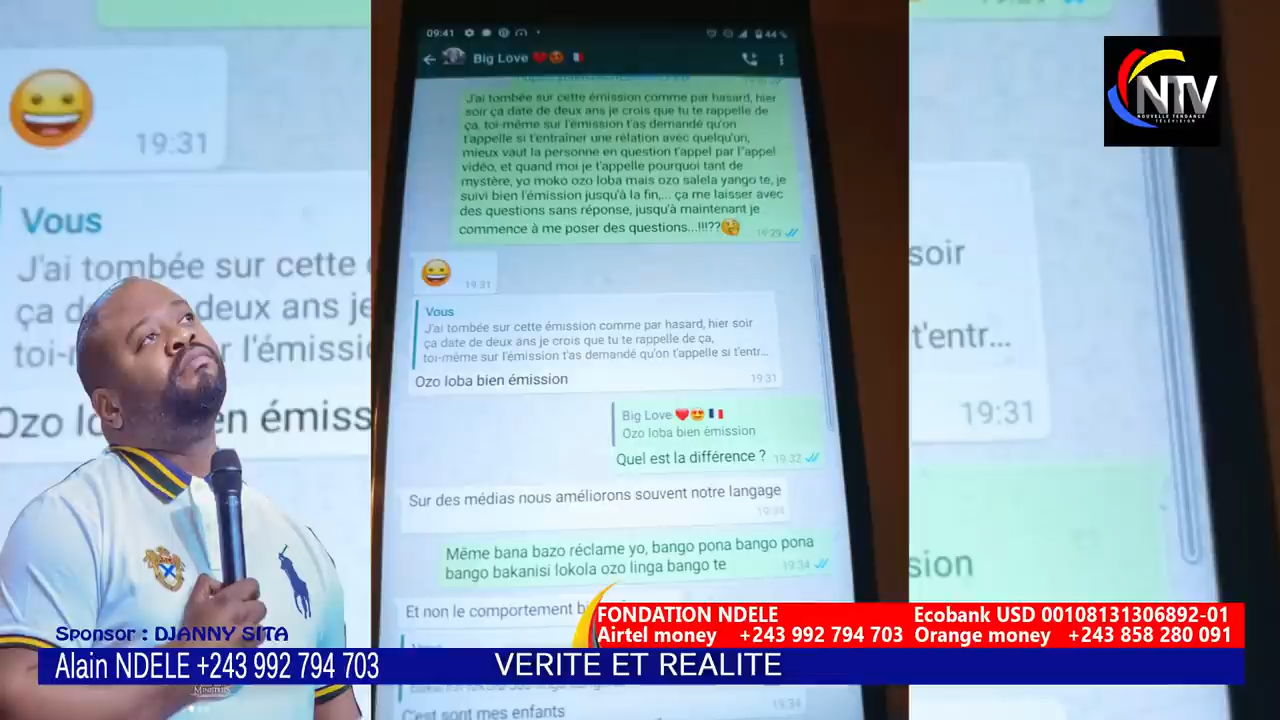 09:41
44%
Big Love
J'ai tombée sur cette émission comme par hasard, hier
soir ça date de deux ans je crois que tu te rappelle de
ça, toi-même sur l'émission t'as demandé qu'on
t'appelle si t'entraîner une rélation avec quelqu'un,
mieux vaut la personne en question t'appel par l'appel
vidéo, et quand moi je t'appelle pourquoi tant de
mystère, yo moko ozo loba mais ozo salela yango te, je
suivi bien l'émission jusqu'à la fin,... ça me laisser avec
des questions sans réponse, jusqu'à maintenant je
commence à me poser des questions...!!!??
19:29
19:31
Vous
J'ai tombée sur cette émission comme par hasard, hier soir
ça date de deux ans je crois que tu te rappelle de ça,
toi-même sur l'émission t'as demandé qu'on t'appelle si t'entr...
Ozo loba bien émission
19:31
Big Love
Ozo loba bien émission
Quel est la différence ?
19:32
Sur des médias nous améliorons souvent notre langage
19:34
Même bana bazo réclame yo, bango pona bango pona
bango bakanisi lokola ozo linga bango te
19:34
Et non le comportement
C'est sont mes enfants
19:34
19:31
Vous
J'ai tombée sur cette
ça deux ans je
l'émissi
Ozo en émiss
soir
t'entr...
19:31
sion
NTV
NOUVELLE TENDANCE
TÉLÉVISION
Sponsor : DJANNY SITA
Alain NDELE +243 992 794 703
VERITE ET REALITE
FONDATION NDELE Ecobank USD 00108131306892-01
Airtel money +243 992 794 703 Orange money +243 858 280 091